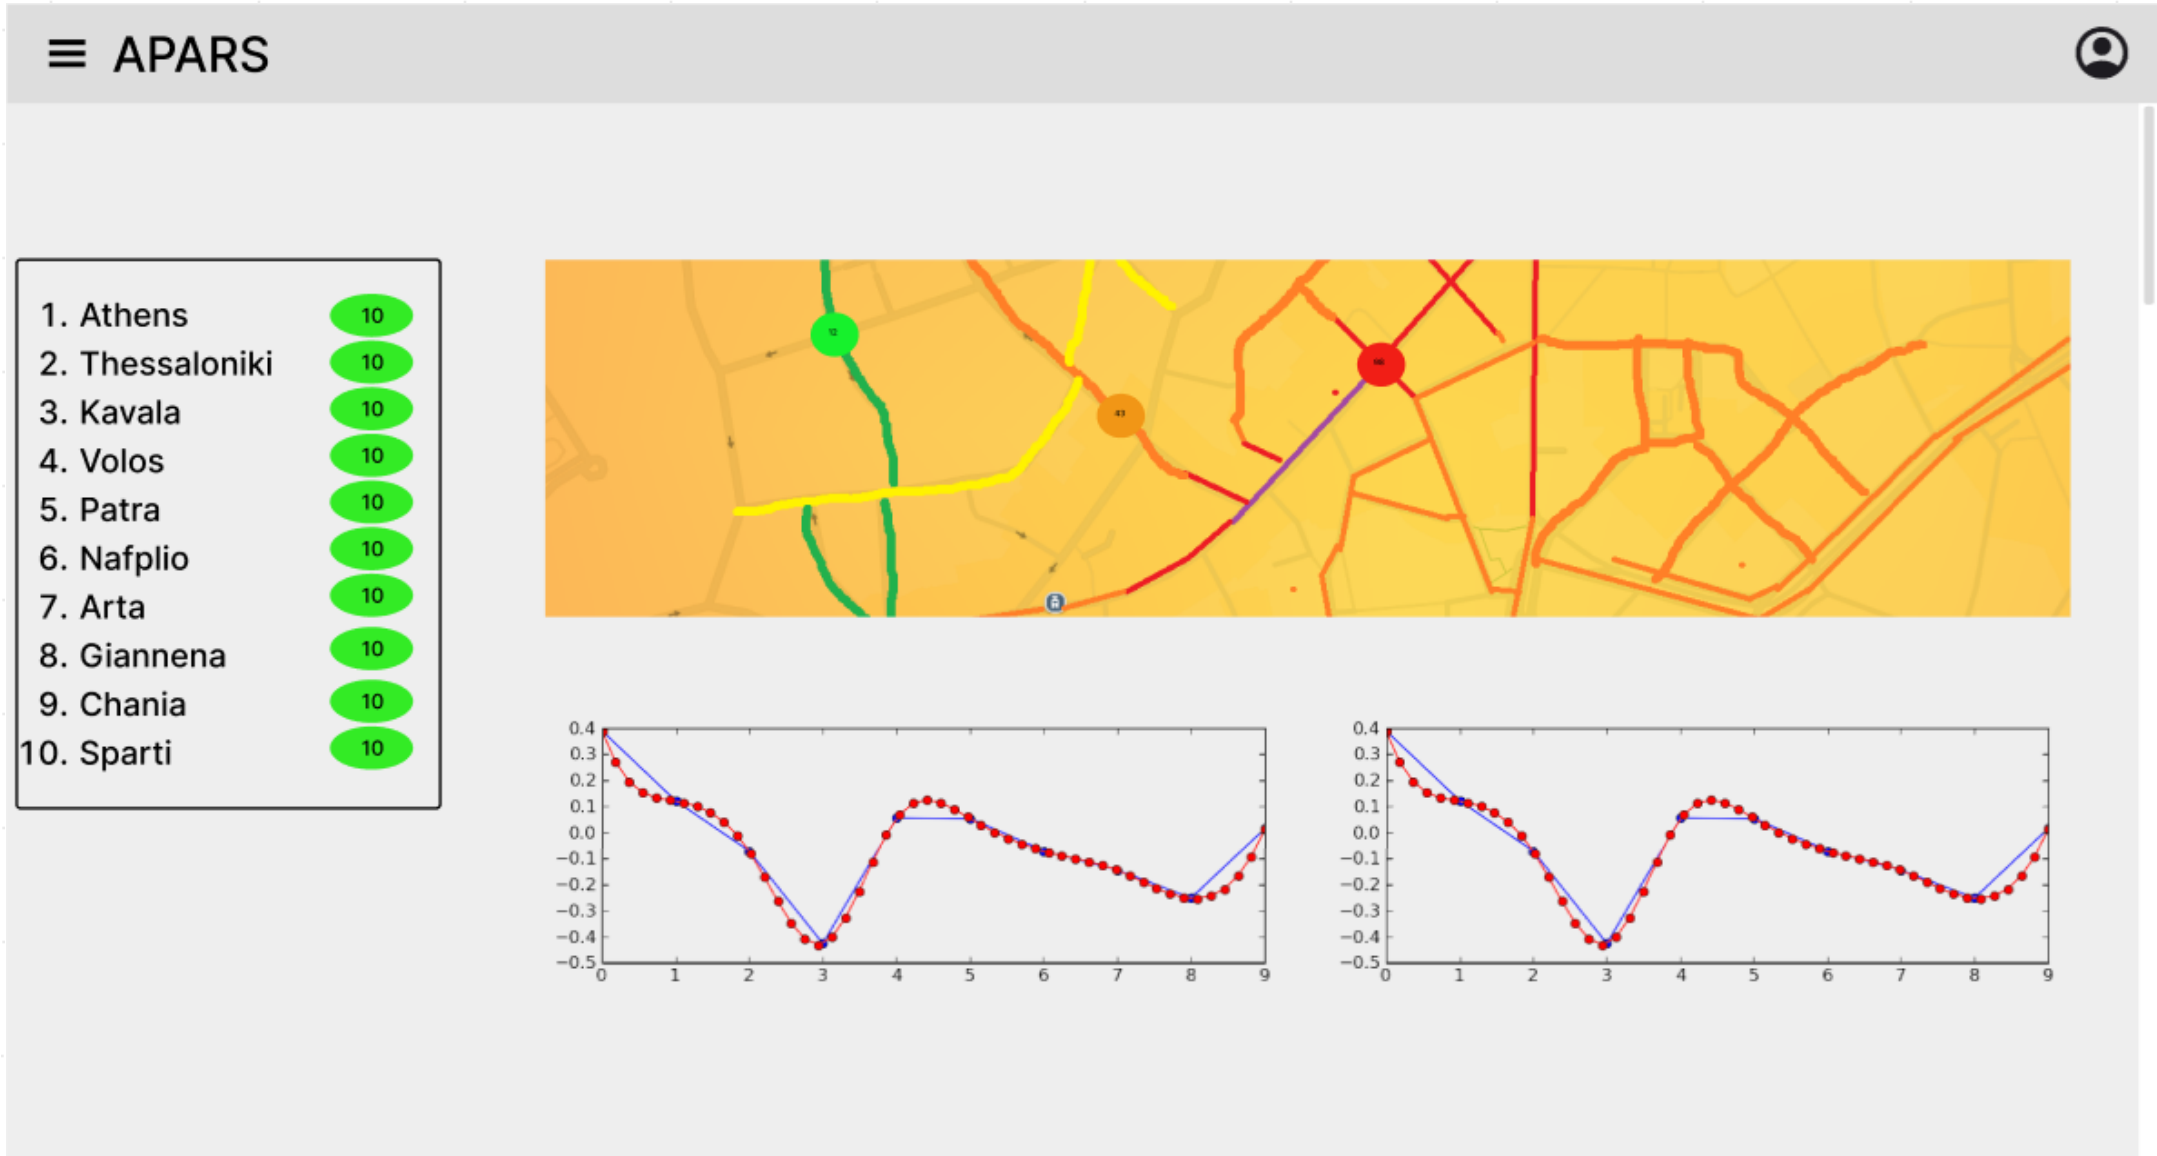 APARS
1. Athens 10
2. Thessaloniki 10
3. Kavala 10
4. Volos 10
5. Patra 10
6. Nafplio 10
7. Arta 10
8. Giannena 10
9. Chania 10
10. Sparti 10
12
43
0.4
0.3
0.2
0.1
0.0
−0.1
−0.2
−0.3
−0.4
−0.5
0 1 2 3 4 5 6 7 8 9
0.4
0.3
0.2
0.1
0.0
−0.1
−0.2
−0.3
−0.4
−0.5
0 1 2 3 4 5 6 7 8 9